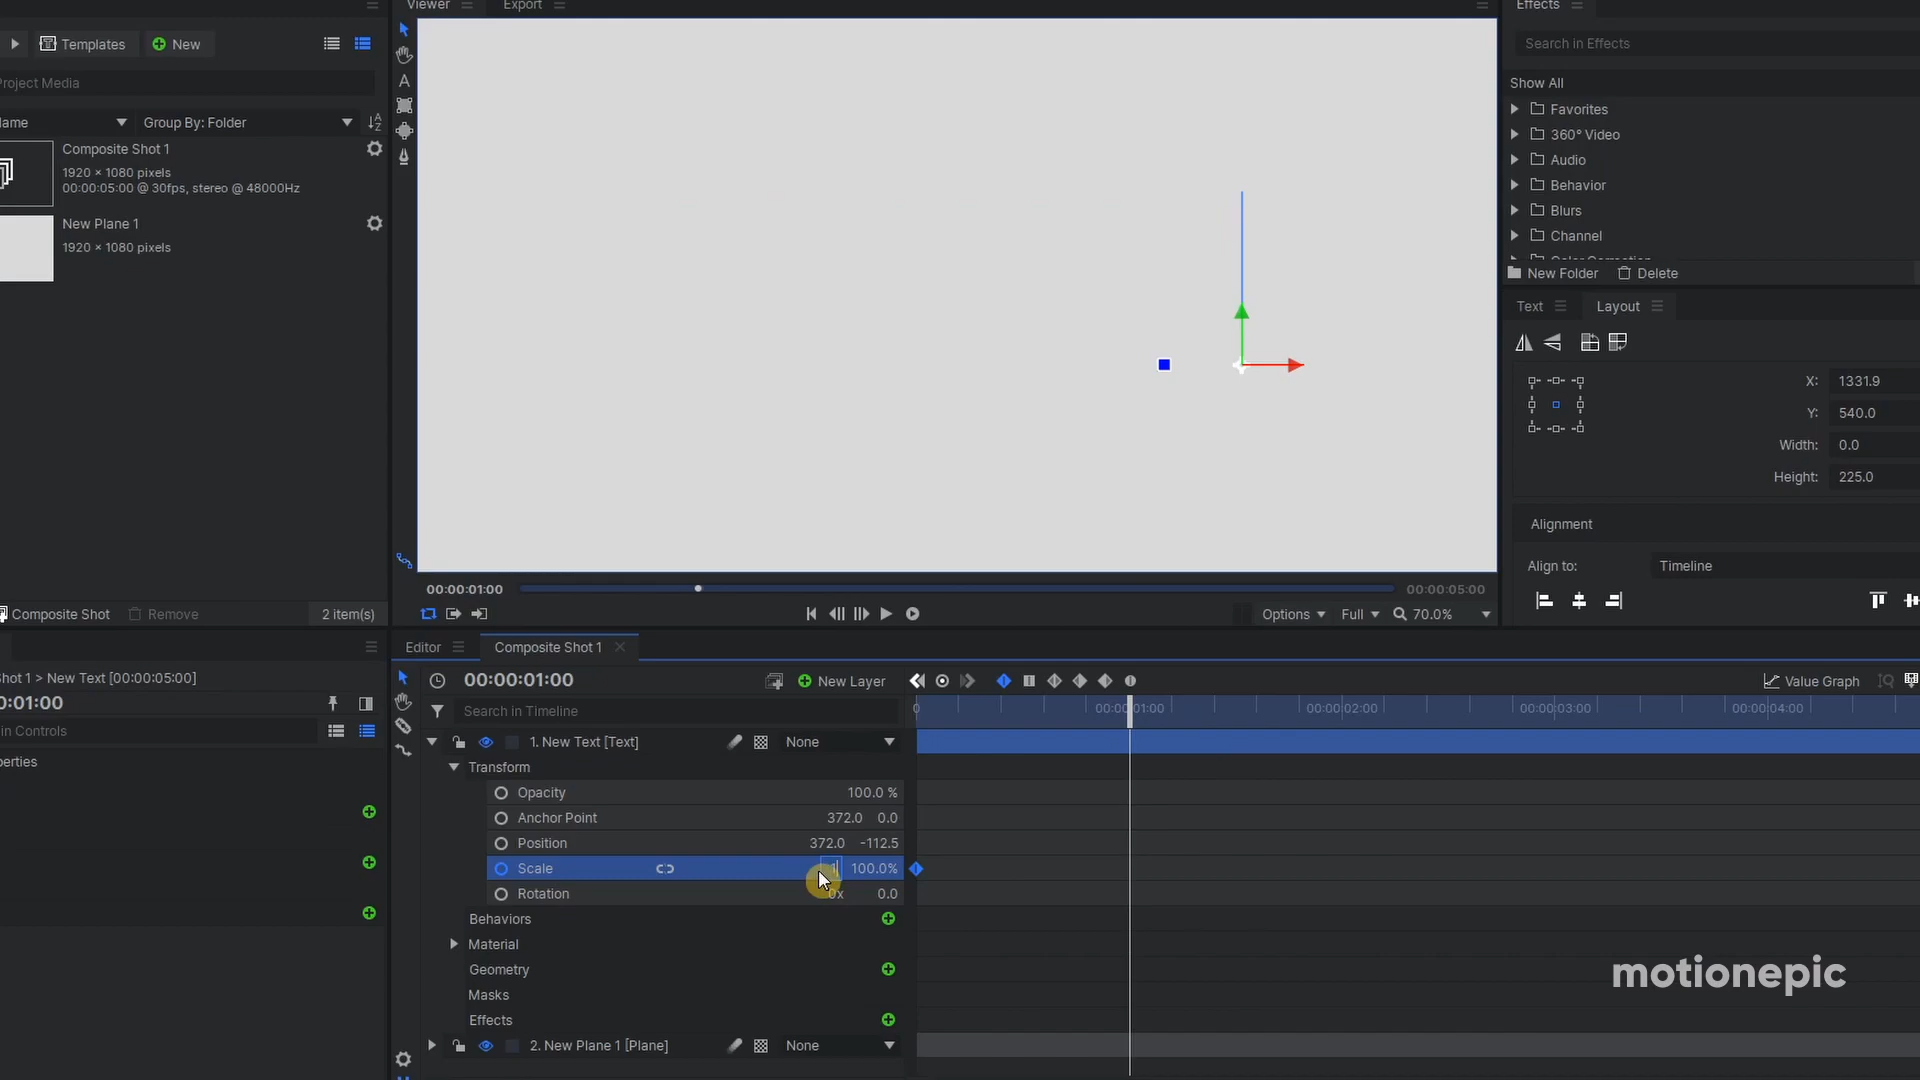 Viewer
Export
Effects
Templates
New
Search in Effects
Project Media
Show All
Favorites
ame
Group By: Folder
360° Video
Composite Shot 1
Audio
1920 × 1080 pixels
00:00:05:00 @ 30fps, stereo @ 48000Hz
Behavior
Blurs
New Plane 1
Channel
1920 × 1080 pixels
New Folder
Delete
Text
Layout
X: 1331.9
Y: 540.0
Width: 0.0
Height: 225.0
Alignment
Align to: Timeline
00:00:01:00
00:00:05:00
Composite Shot
Remove
2 item(s)
Options
Full
70.0%
Editor
Composite Shot 1
hot 1 > New Text [00:00:05:00]
0:01:00
00:00:01:00
New Layer
Value Graph
in Controls
Search in Timeline
0
00:00:01:00
00:00:02:00
00:00:03:00
00:00:04:00
1. New Text [Text]
None
perties
Transform
Opacity 100.0 %
Anchor Point 372.0 0.0
Position 372.0 -112.5
Scale 1 100.0%
Rotation 0x 0.0
Behaviors
Material
Geometry
Masks
Effects
2. New Plane 1 [Plane]
None
motionepic